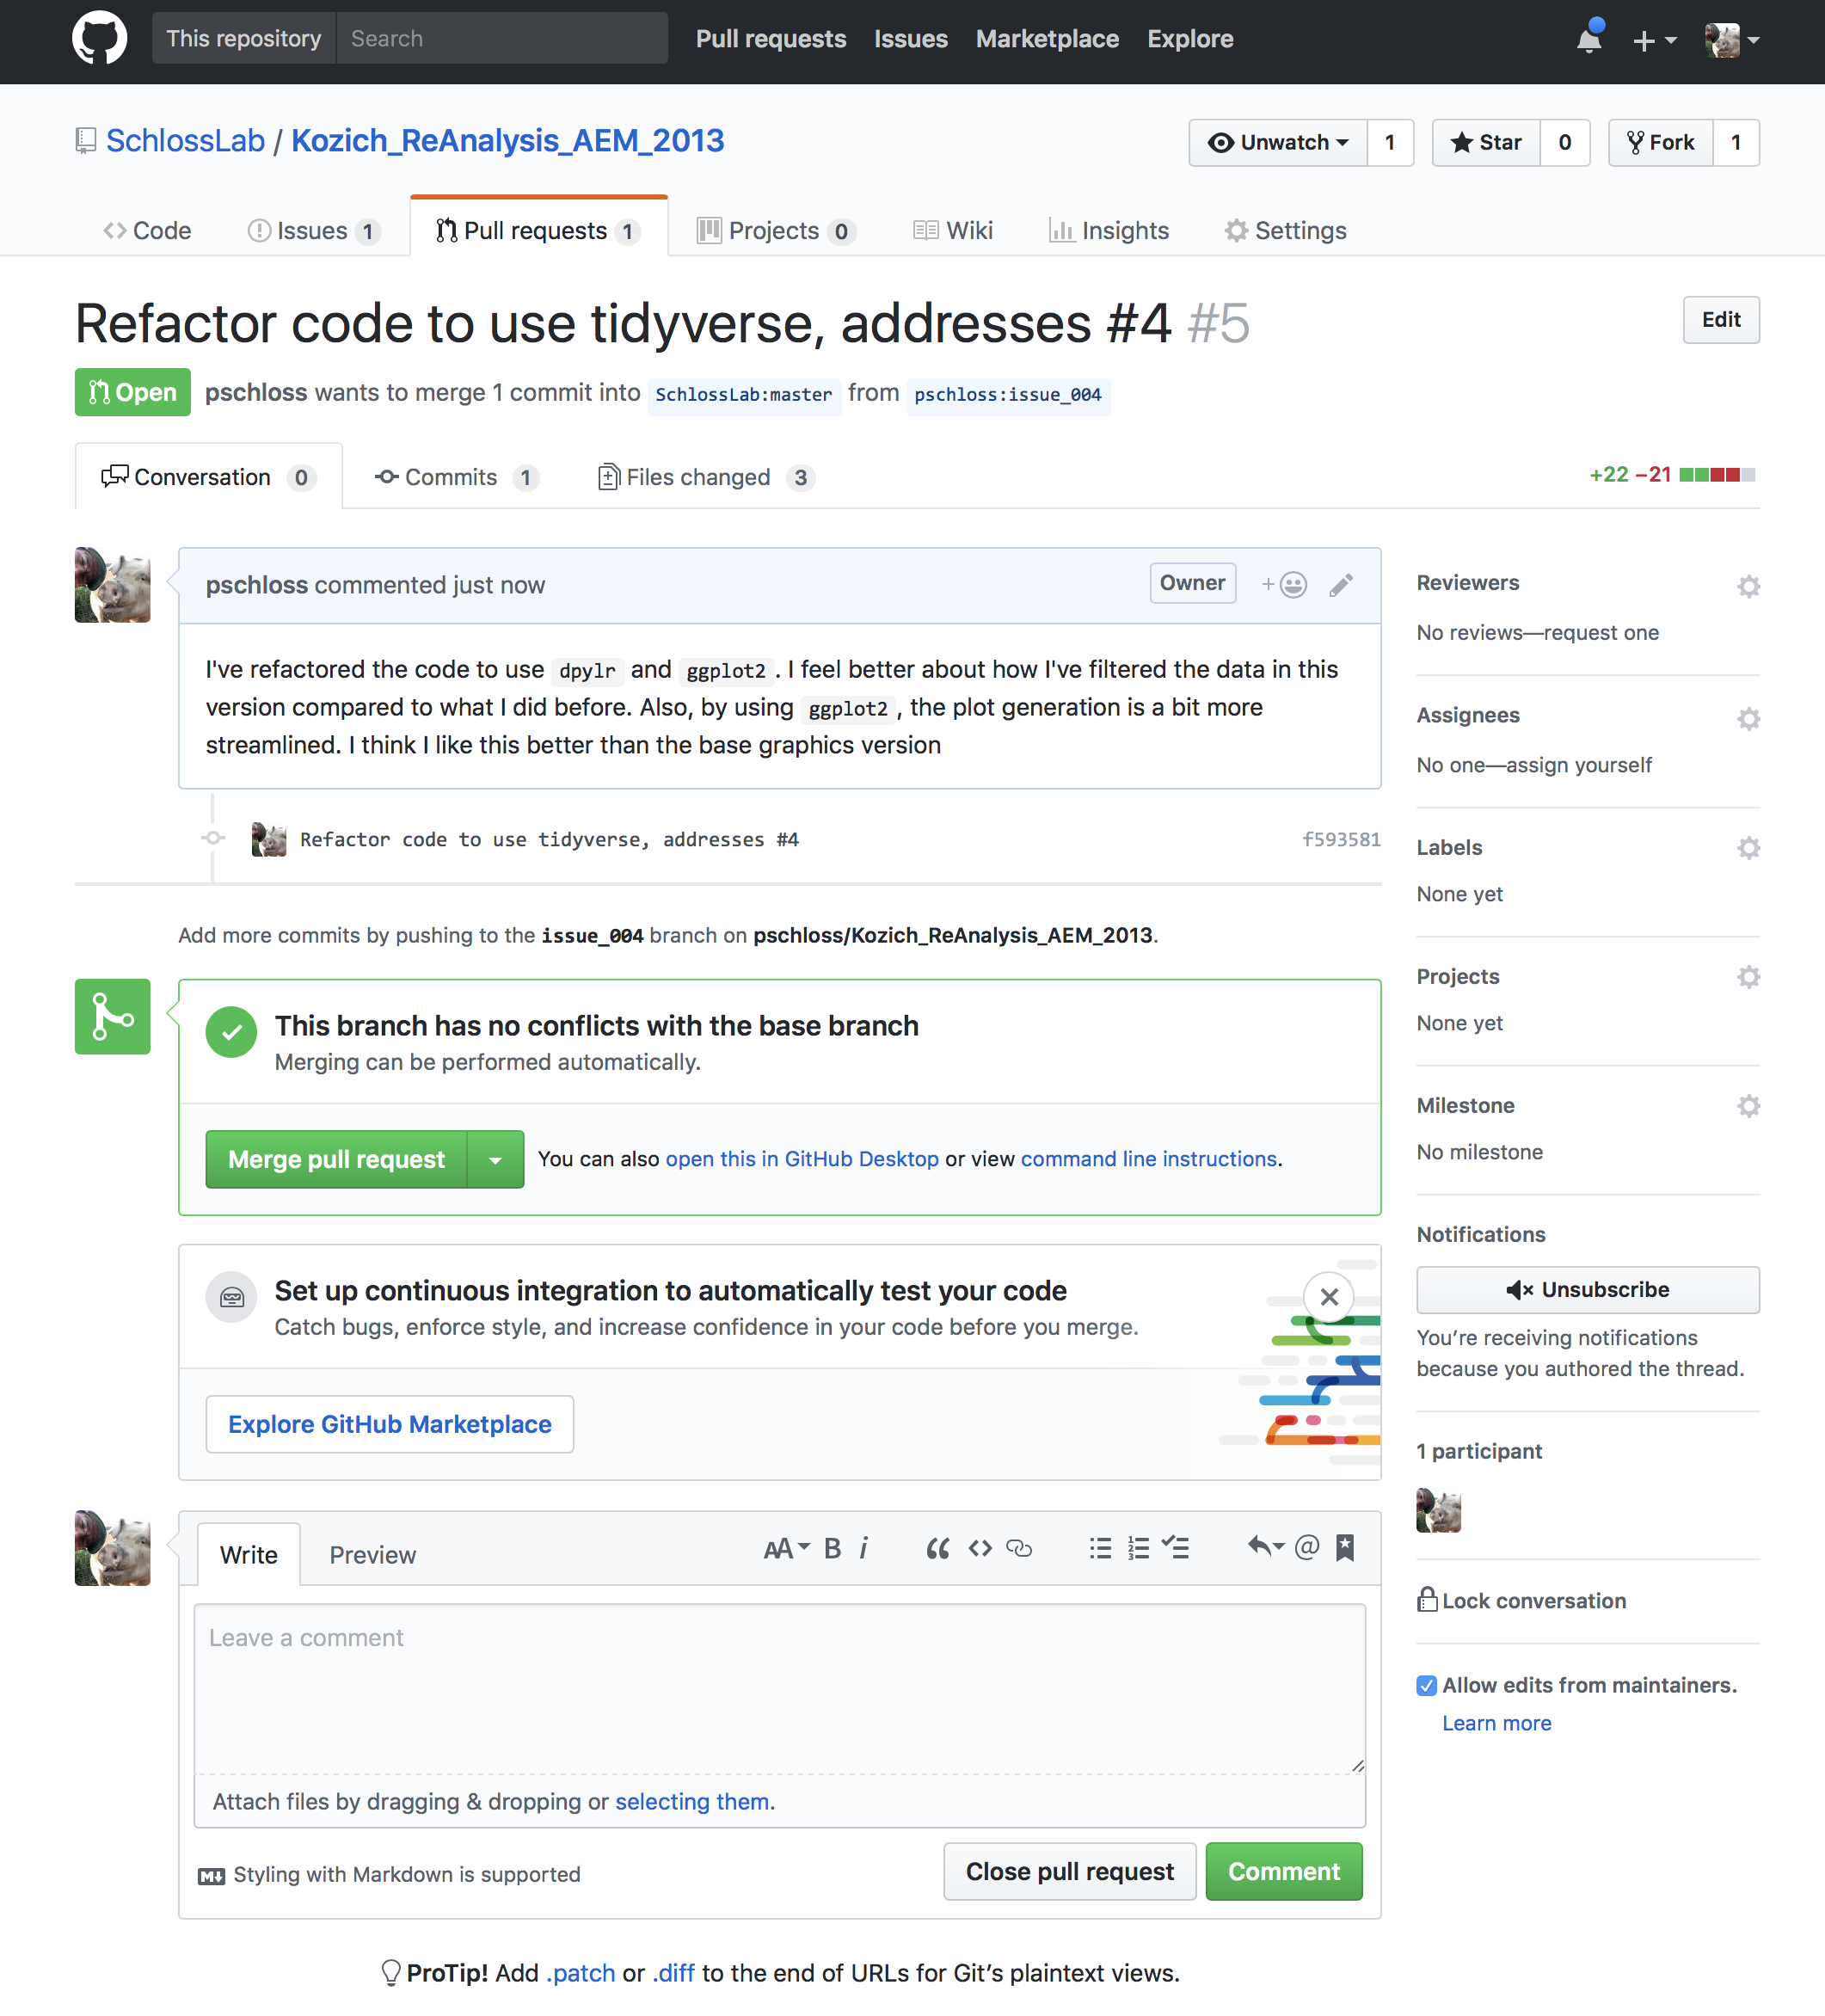 This repository Search Pull requests Issues Marketplace Explore
SchlossLab / Kozich_ReAnalysis_AEM_2013 Unwatch 1 Star 0 Fork 1
Code Issues 1 Pull requests 1 Projects 0 Wiki Insights Settings
Refactor code to use tidyverse, addresses #4 #5 Edit
Open pschloss wants to merge 1 commit into SchlossLab:master from pschloss:issue_004
Conversation 0 Commits 1 Files changed 3 +22 −21
pschloss commented just now Owner
I've refactored the code to use dpylr and ggplot2. I feel better about how I've filtered the data in this
version compared to what I did before. Also, by using ggplot2, the plot generation is a bit more
streamlined. I think I like this better than the base graphics version
Refactor code to use tidyverse, addresses #4 f593581
Add more commits by pushing to the issue_004 branch on pschloss/Kozich_ReAnalysis_AEM_2013.
This branch has no conflicts with the base branch
Merging can be performed automatically.
Merge pull request You can also open this in GitHub Desktop or view command line instructions.
Set up continuous integration to automatically test your code
Catch bugs, enforce style, and increase confidence in your code before you merge.
Explore GitHub Marketplace
Write Preview AA B i
Leave a comment
Attach files by dragging & dropping or selecting them.
Styling with Markdown is supported Close pull request Comment
ProTip! Add .patch or .diff to the end of URLs for Git’s plaintext views.
Reviewers
No reviews—request one
Assignees
No one—assign yourself
Labels
None yet
Projects
None yet
Milestone
No milestone
Notifications
Unsubscribe
You’re receiving notifications
because you authored the thread.
1 participant
Lock conversation
Allow edits from maintainers.
Learn more